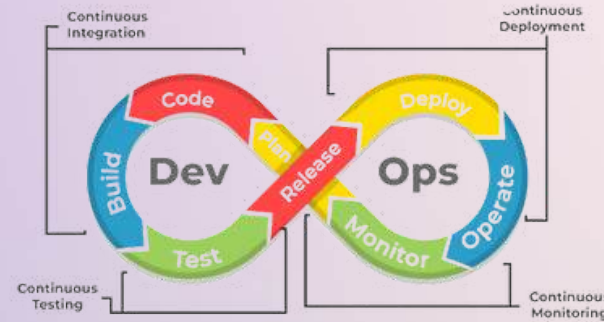 Continuous
Integration
Continuous
Deployment
Code
Deploy
Plan
Build
Dev
Release
Ops
Operate
Test
Monitor
Continuous
Testing
Continuous
Monitoring